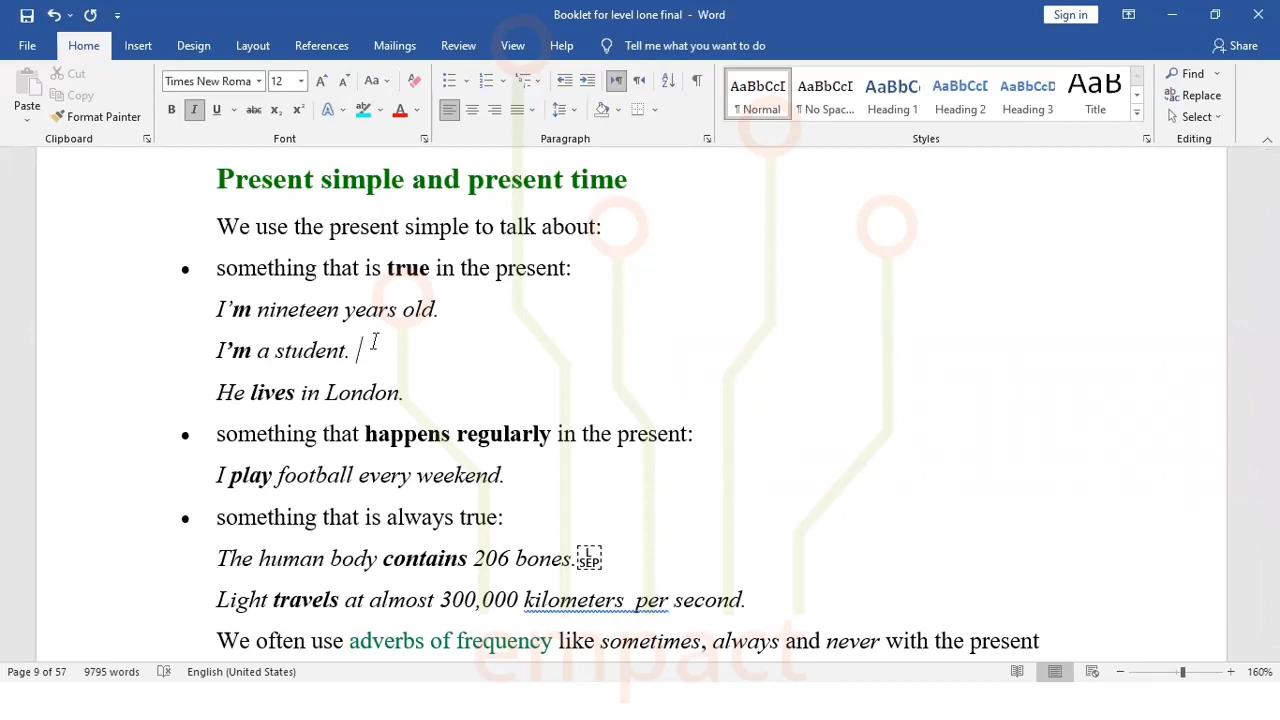 Booklet for level lone final - Word
Sign in
File Home Insert Design Layout References Mailings Review View Help Tell me what you want to do Share
Cut
Copy
Paste
Format Painter
Clipboard
Times New Roma 12
Font
Paragraph
AaBbCcI AaBbCcI AaBbC AaBbCcE AaBbCcD AaB
¶ Normal ¶ No Spac... Heading 1 Heading 2 Heading 3 Title
Styles
Find
Replace
Select
Editing
Present simple and present time
We use the present simple to talk about:
• something that is true in the present:
I'm nineteen years old.
I'm a student.
He lives in London.
• something that happens regularly in the present:
I play football every weekend.
• something that is always true:
The human body contains 206 bones.
L SEP
Light travels at almost 300,000 kilometers per second.
We often use adverbs of frequency like sometimes, always and never with the present
empact
Page 9 of 57 9795 words English (United States) 160%